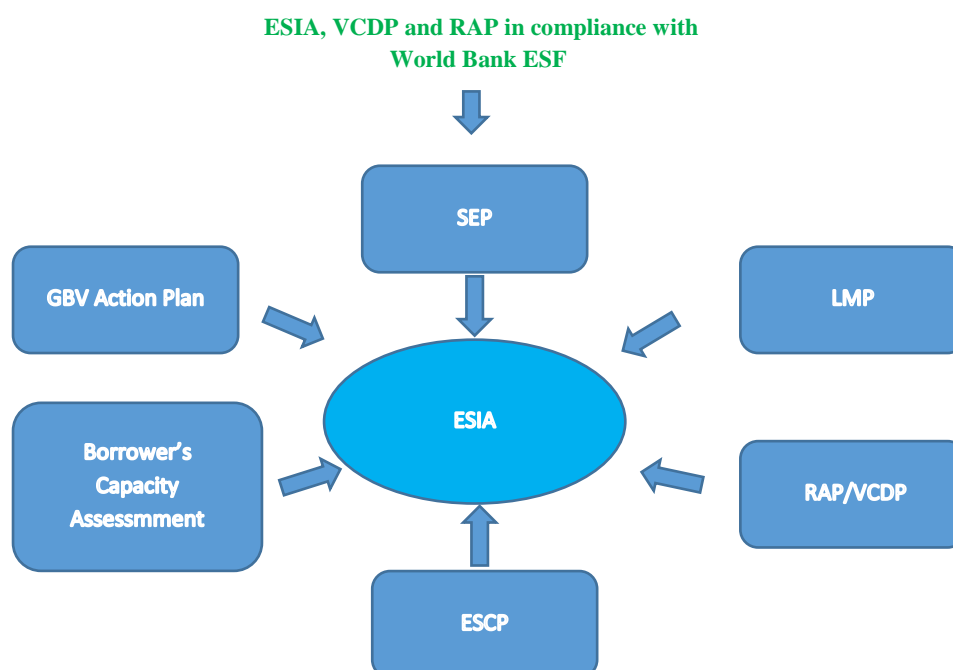 ESIA, VCDP and RAP in compliance with
World Bank ESF
SEP
GBV Action Plan
LMP
ESIA
Borrower's
Capacity
Assessmment
RAP/VCDP
ESCP